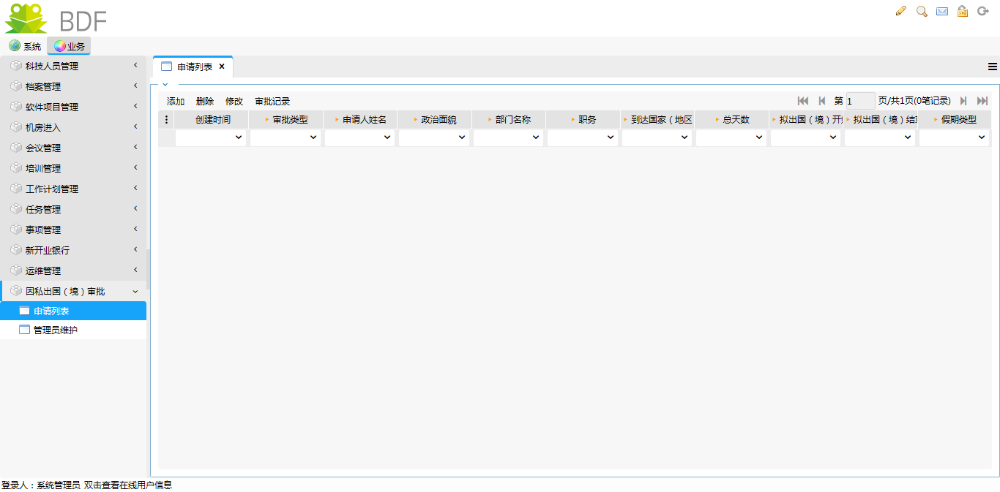 BDF
系统 业务
科技人员管理
档案管理
软件项目管理
机房进入
会议管理
培训管理
工作计划管理
任务管理
事项管理
新开业银行
运维管理
因私出国（境）审批
申请列表
管理员维护
申请列表
添加 删除 修改 审批记录 第 1 页/共1页(0笔记录)
创建时间 审批类型 申请人姓名 政治面貌 部门名称 职务 到达国家（地区 总天数 拟出国（境）开 拟出国（境）结 假期类型
登录人：系统管理员 双击查看在线用户信息